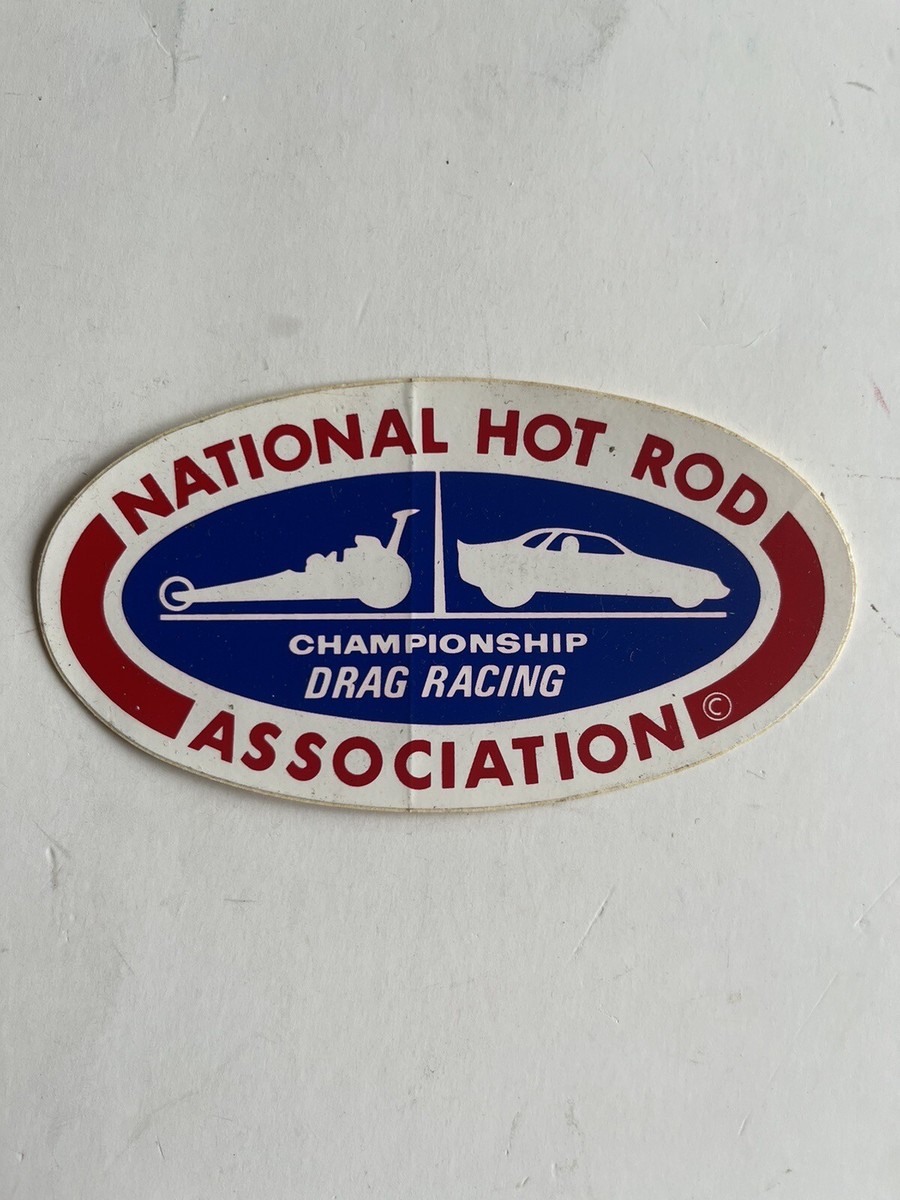 NATIONAL HOT ROD
CHAMPIONSHIP
DRAG RACING
ASSOCIATION ©